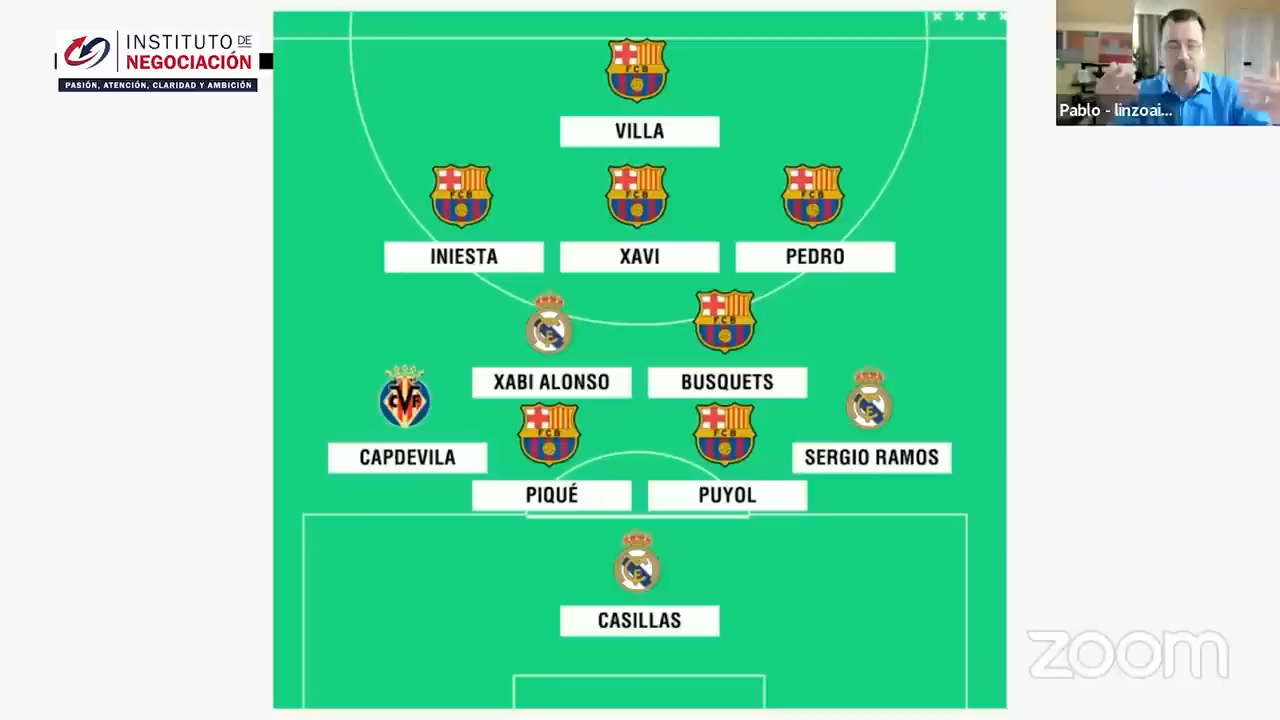 INSTITUTO DE
NEGOCIACIÓN
PASIÓN, ATENCIÓN, CLARIDAD Y AMBICIÓN
Pablo - linzoai...
VILLA
INIESTA
XAVI
PEDRO
XABI ALONSO
BUSQUETS
CAPDEVILA
SERGIO RAMOS
PIQUÉ
PUYOL
CASILLAS
zoom